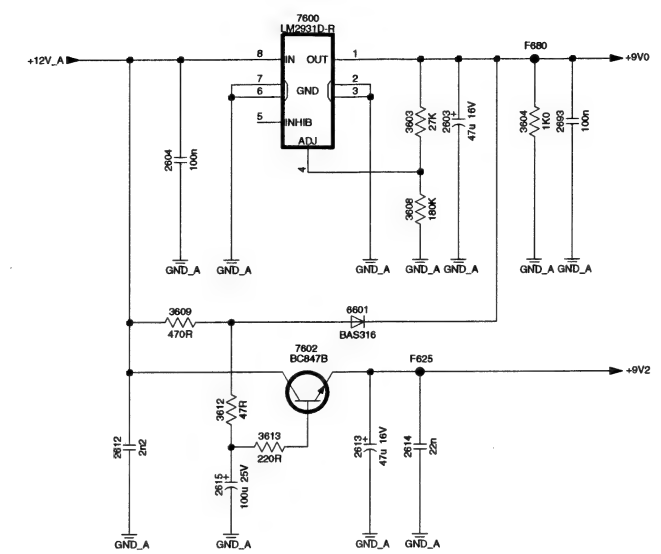 7600
LM2931D-R
+12V_A
8
IN
OUT
1
F680
+9V0
7
6
GND
2
3
5
INHIB
ADJ
4
2604
100n
3603
27K
2603
47u 16V
3604
1K0
2693
100n
3608
180K
GND_A
GND_A
GND_A
GND_A
GND_A
GND_A
GND_A
3609
470R
6601
BAS316
7602
BC847B
F625
+9V2
3612
47R
3613
220R
2612
2n2
2615
100u 25V
2613
47u 16V
2614
22n
GND_A
GND_A
GND_A
GND_A